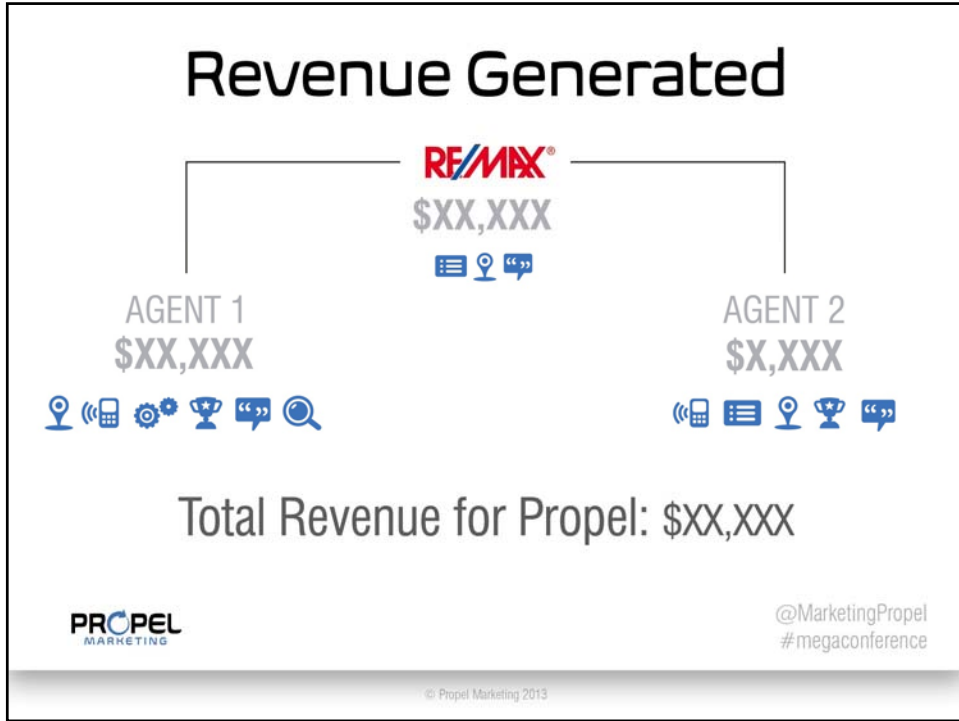 Revenue Generated
RE/MAX®
$XX,XXX
AGENT 1
$XX,XXX
AGENT 2
$X,XXX
Total Revenue for Propel: $XX,XXX
PROPEL
MARKETING
@MarketingPropel
#megaconference
© Propel Marketing 2013